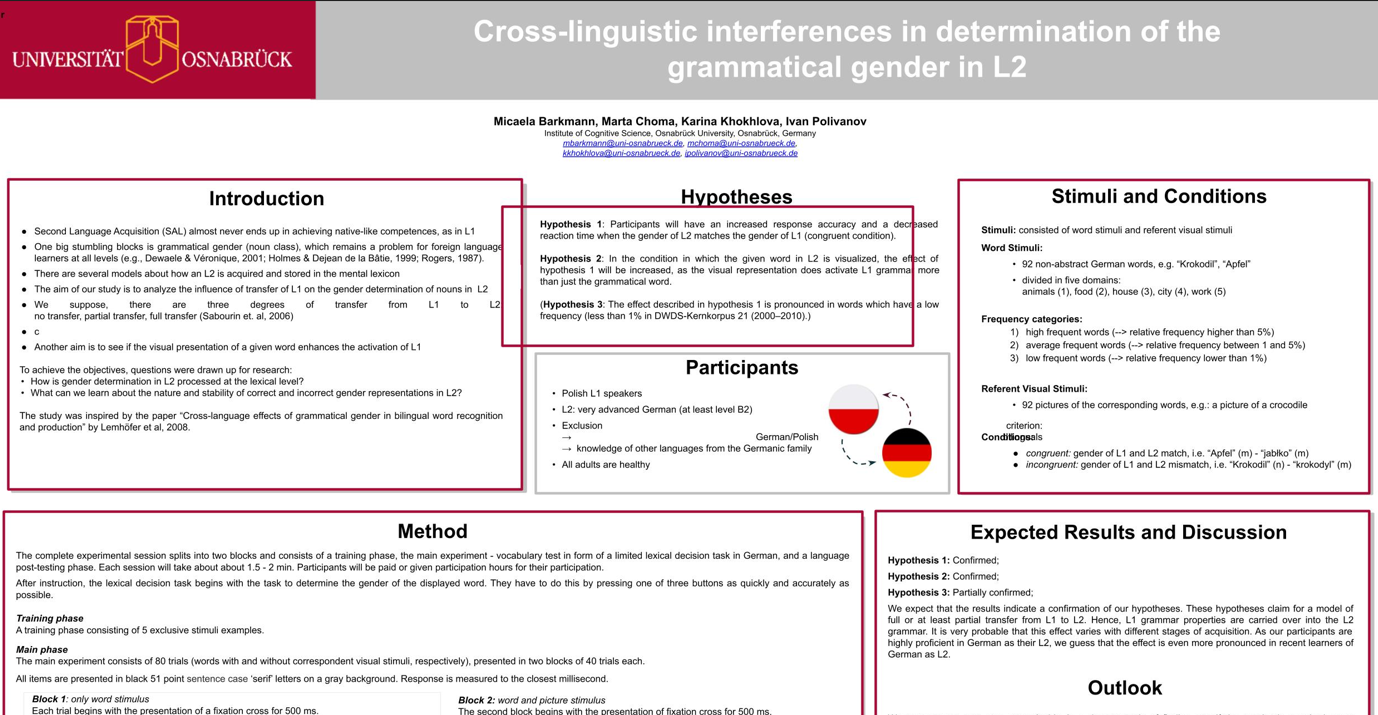 r
UNIVERSITÄT OSNABRÜCK
Cross-linguistic interferences in determination of the
grammatical gender in L2
Micaela Barkmann, Marta Choma, Karina Khokhlova, Ivan Polivanov
Institute of Cognitive Science, Osnabrück University, Osnabrück, Germany
mbarkmann@uni-osnabrueck.de, mchoma@uni-osnabrueck.de,
kkhokhlova@uni-osnabrueck.de, ipolivanov@uni-osnabrueck.de
Introduction
● Second Language Acquisition (SAL) almost never ends up in achieving native-like competences, as in L1
● One big stumbling blocks is grammatical gender (noun class), which remains a problem for foreign language
learners at all levels (e.g., Dewaele & Véronique, 2001; Holmes & Dejean de la Bâtie, 1999; Rogers, 1987).
● There are several models about how an L2 is acquired and stored in the mental lexicon
● The aim of our study is to analyze the influence of transfer of L1 on the gender determination of nouns in L2
● We suppose, there are three degrees of transfer from L1 to L2:
no transfer, partial transfer, full transfer (Sabourin et. al, 2006)
● c
● Another aim is to see if the visual presentation of a given word enhances the activation of L1
To achieve the objectives, questions were drawn up for research:
• How is gender determination in L2 processed at the lexical level?
• What can we learn about the nature and stability of correct and incorrect gender representations in L2?
The study was inspired by the paper “Cross-language effects of grammatical gender in bilingual word recognition
and production” by Lemhöfer et al, 2008.
Hypotheses
Hypothesis 1: Participants will have an increased response accuracy and a decreased
reaction time when the gender of L2 matches the gender of L1 (congruent condition).
Hypothesis 2: In the condition in which the given word in L2 is visualized, the effect of
hypothesis 1 will be increased, as the visual representation does activate L1 grammar more
than just the grammatical word.
(Hypothesis 3: The effect described in hypothesis 1 is pronounced in words which have a low
frequency (less than 1% in DWDS-Kernkorpus 21 (2000–2010).)
Participants
• Polish L1 speakers
• L2: very advanced German (at least level B2)
• Exclusion
→ German/Polish
→ knowledge of other languages from the Germanic family
• All adults are healthy
Stimuli and Conditions
Stimuli: consisted of word stimuli and referent visual stimuli
Word Stimuli:
• 92 non-abstract German words, e.g. “Krokodil”, “Apfel”
• divided in five domains:
animals (1), food (2), house (3), city (4), work (5)
Frequency categories:
1) high frequent words (--> relative frequency higher than 5%)
2) average frequent words (--> relative frequency between 1 and 5%)
3) low frequent words (--> relative frequency lower than 1%)
Referent Visual Stimuli:
• 92 pictures of the corresponding words, e.g.: a picture of a crocodile
criterion:
Conditions:
● congruent: gender of L1 and L2 match, i.e. “Apfel” (m) - “jabłko” (m)
● incongruent: gender of L1 and L2 mismatch, i.e. “Krokodil” (n) - “krokodyl” (m)
Method
The complete experimental session splits into two blocks and consists of a training phase, the main experiment - vocabulary test in form of a limited lexical decision task in German, and a language
post-testing phase. Each session will take about about 1.5 - 2 min. Participants will be paid or given participation hours for their participation.
After instruction, the lexical decision task begins with the task to determine the gender of the displayed word. They have to do this by pressing one of three buttons as quickly and accurately as
possible.
Training phase
A training phase consisting of 5 exclusive stimuli examples.
Main phase
The main experiment consists of 80 trials (words with and without correspondent visual stimuli, respectively), presented in two blocks of 40 trials each.
All items are presented in black 51 point sentence case ‘serif’ letters on a gray background. Response is measured to the closest millisecond.
Block 1: only word stimulus
Each trial begins with the presentation of a fixation cross for 500 ms.
Block 2: word and picture stimulus
The second block begins with the presentation of fixation cross for 500 ms.
Expected Results and Discussion
Hypothesis 1: Confirmed;
Hypothesis 2: Confirmed;
Hypothesis 3: Partially confirmed;
We expect that the results indicate a confirmation of our hypotheses. These hypotheses claim for a model of
full or at least partial transfer from L1 to L2. Hence, L1 grammar properties are carried over into the L2
grammar. It is very probable that this effect varies with different stages of acquisition. As our participants are
highly proficient in German as their L2, we guess that the effect is even more pronounced in recent learners of
German as L2.
Outlook